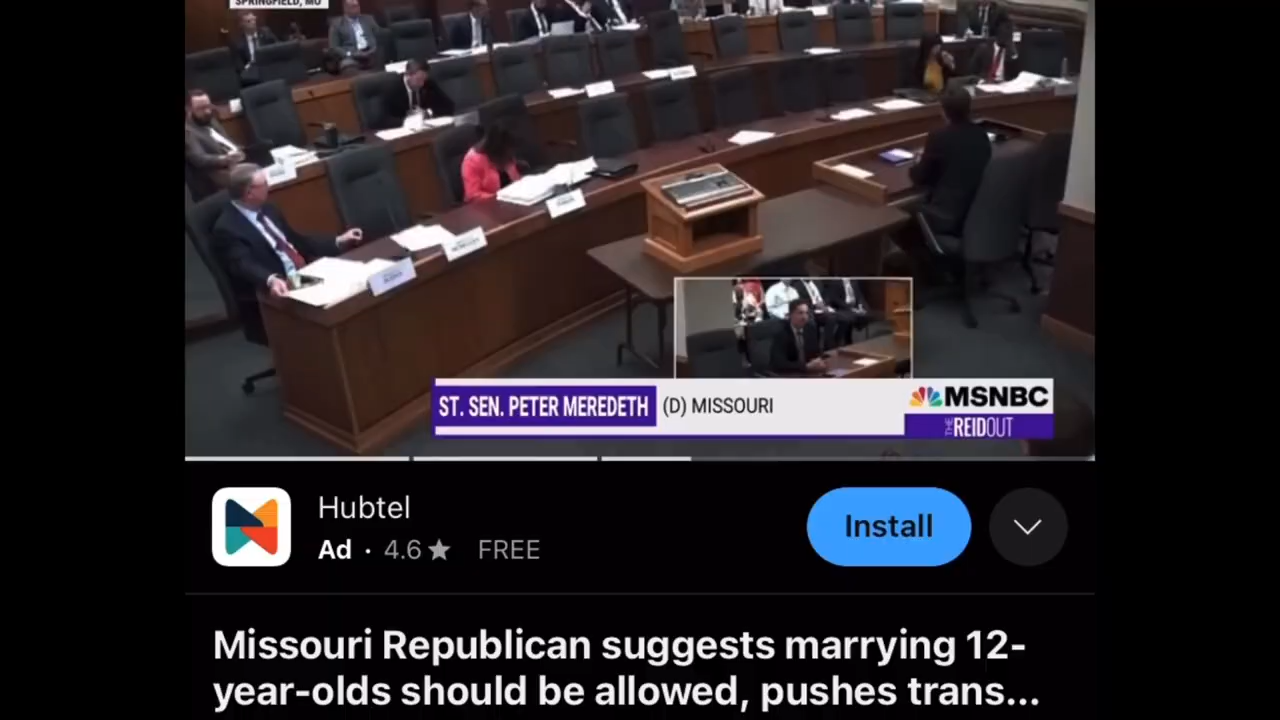 SPRINGFIELD, MO
ST. SEN. PETER MEREDETH (D) MISSOURI
MSNBC
THE REIDOUT
Hubtel
Ad · 4.6★ FREE
Install
Missouri Republican suggests marrying 12-
year-olds should be allowed, pushes trans...